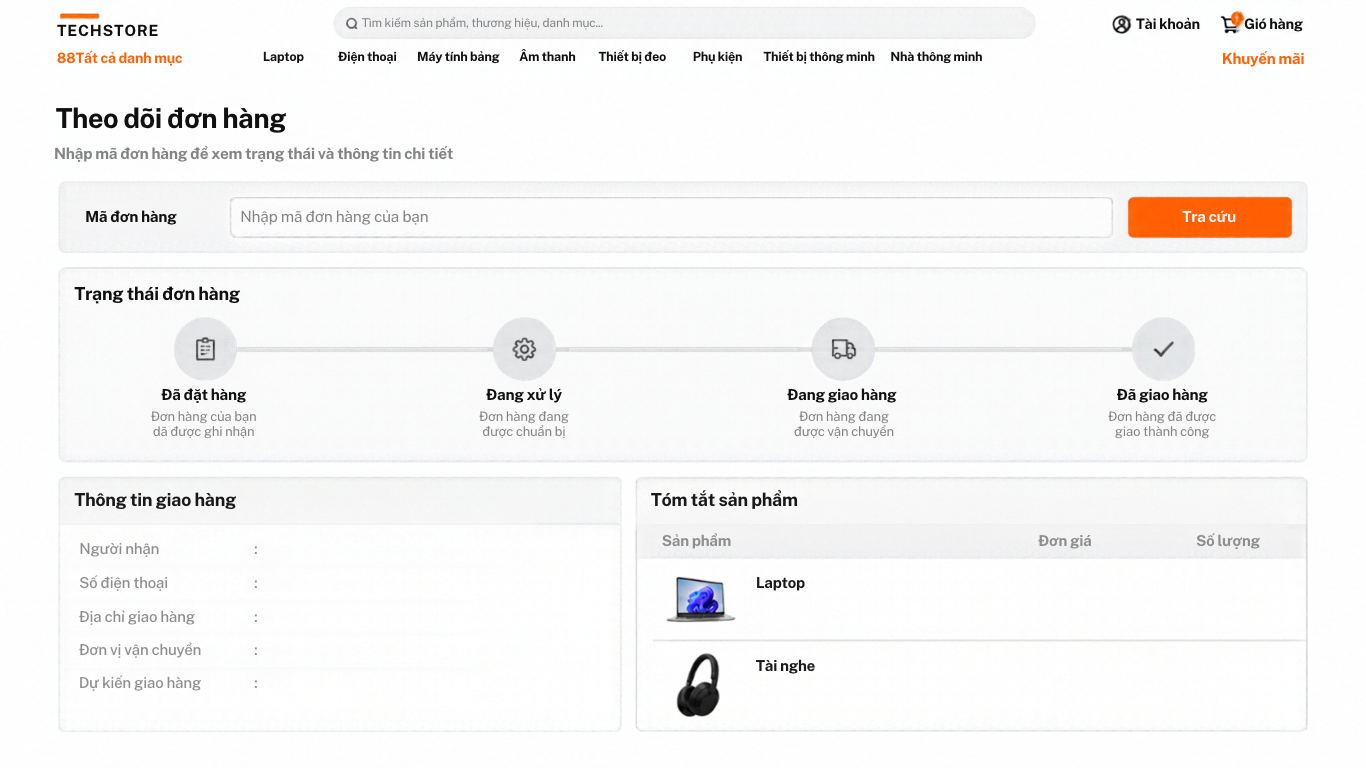 TECHSTORE
Tìm kiếm sản phẩm, thương hiệu, danh mục...
Tài khoản
1
Gió hàng
88Tất cả danh mục
Laptop
Điện thoại
Máy tính bảng
Âm thanh
Thiết bị đeo
Phụ kiện
Thiết bị thông minh
Nhà thông minh
Khuyến mãi
Theo dõi đơn hàng
Nhập mã đơn hàng để xem trạng thái và thông tin chi tiết
Mã đơn hàng
Nhập mã đơn hàng của bạn
Tra cứu
Trạng thái đơn hàng
Đã đặt hàng
Đơn hàng của bạn
dã được ghi nhận
Đang xử lý
Đơn hàng đang
được chuẩn bị
Đang giao hàng
Đơn hàng đang
được vận chuyển
Đã giao hàng
Đơn hàng đã được
giao thành công
Thông tin giao hàng
Người nhận :
Số điện thoại :
Địa chỉ giao hàng :
Đơn vị vận chuyển :
Dự kiến giao hàng :
Tóm tắt sản phẩm
Sản phẩm Đơn giá Số lượng
Laptop
Tài nghe